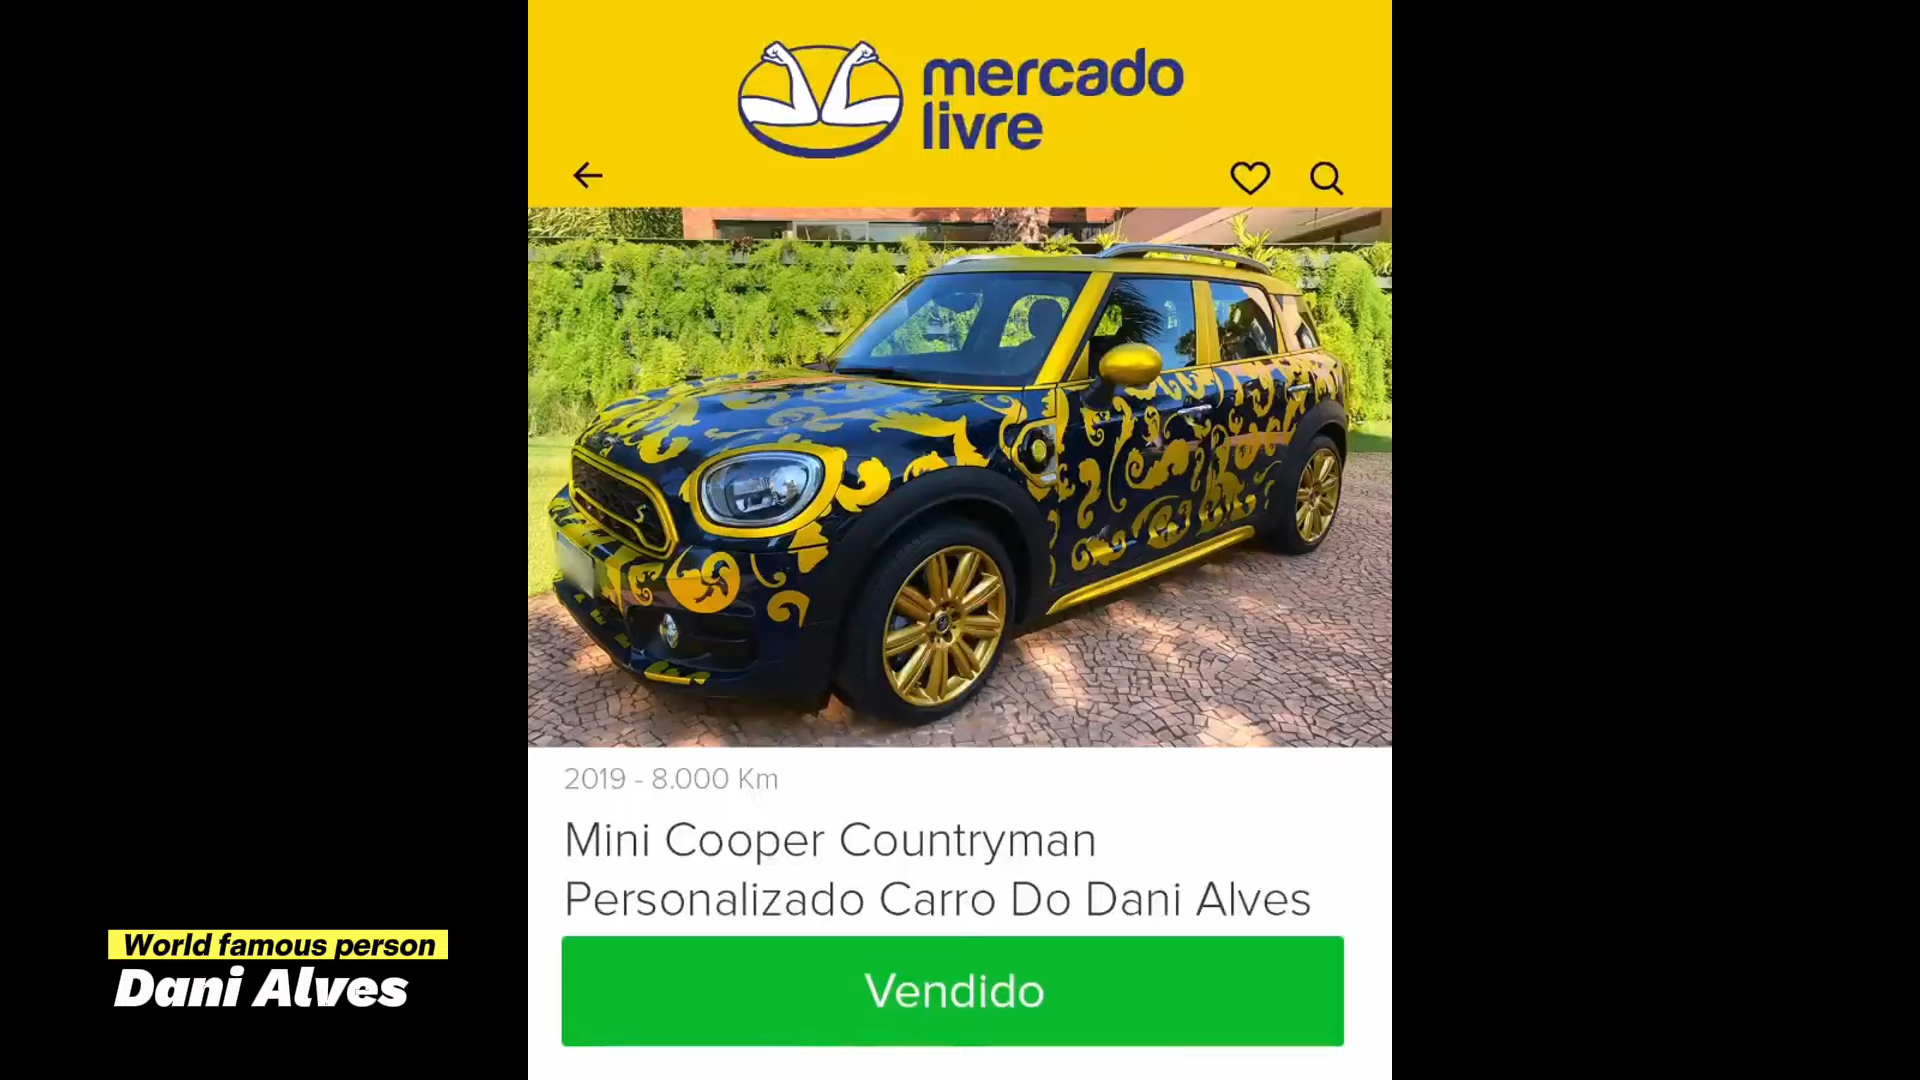 mercado
livre
2019 - 8.000 Km
Mini Cooper Countryman
Personalizado Carro Do Dani Alves
Vendido
World famous person
Dani Alves